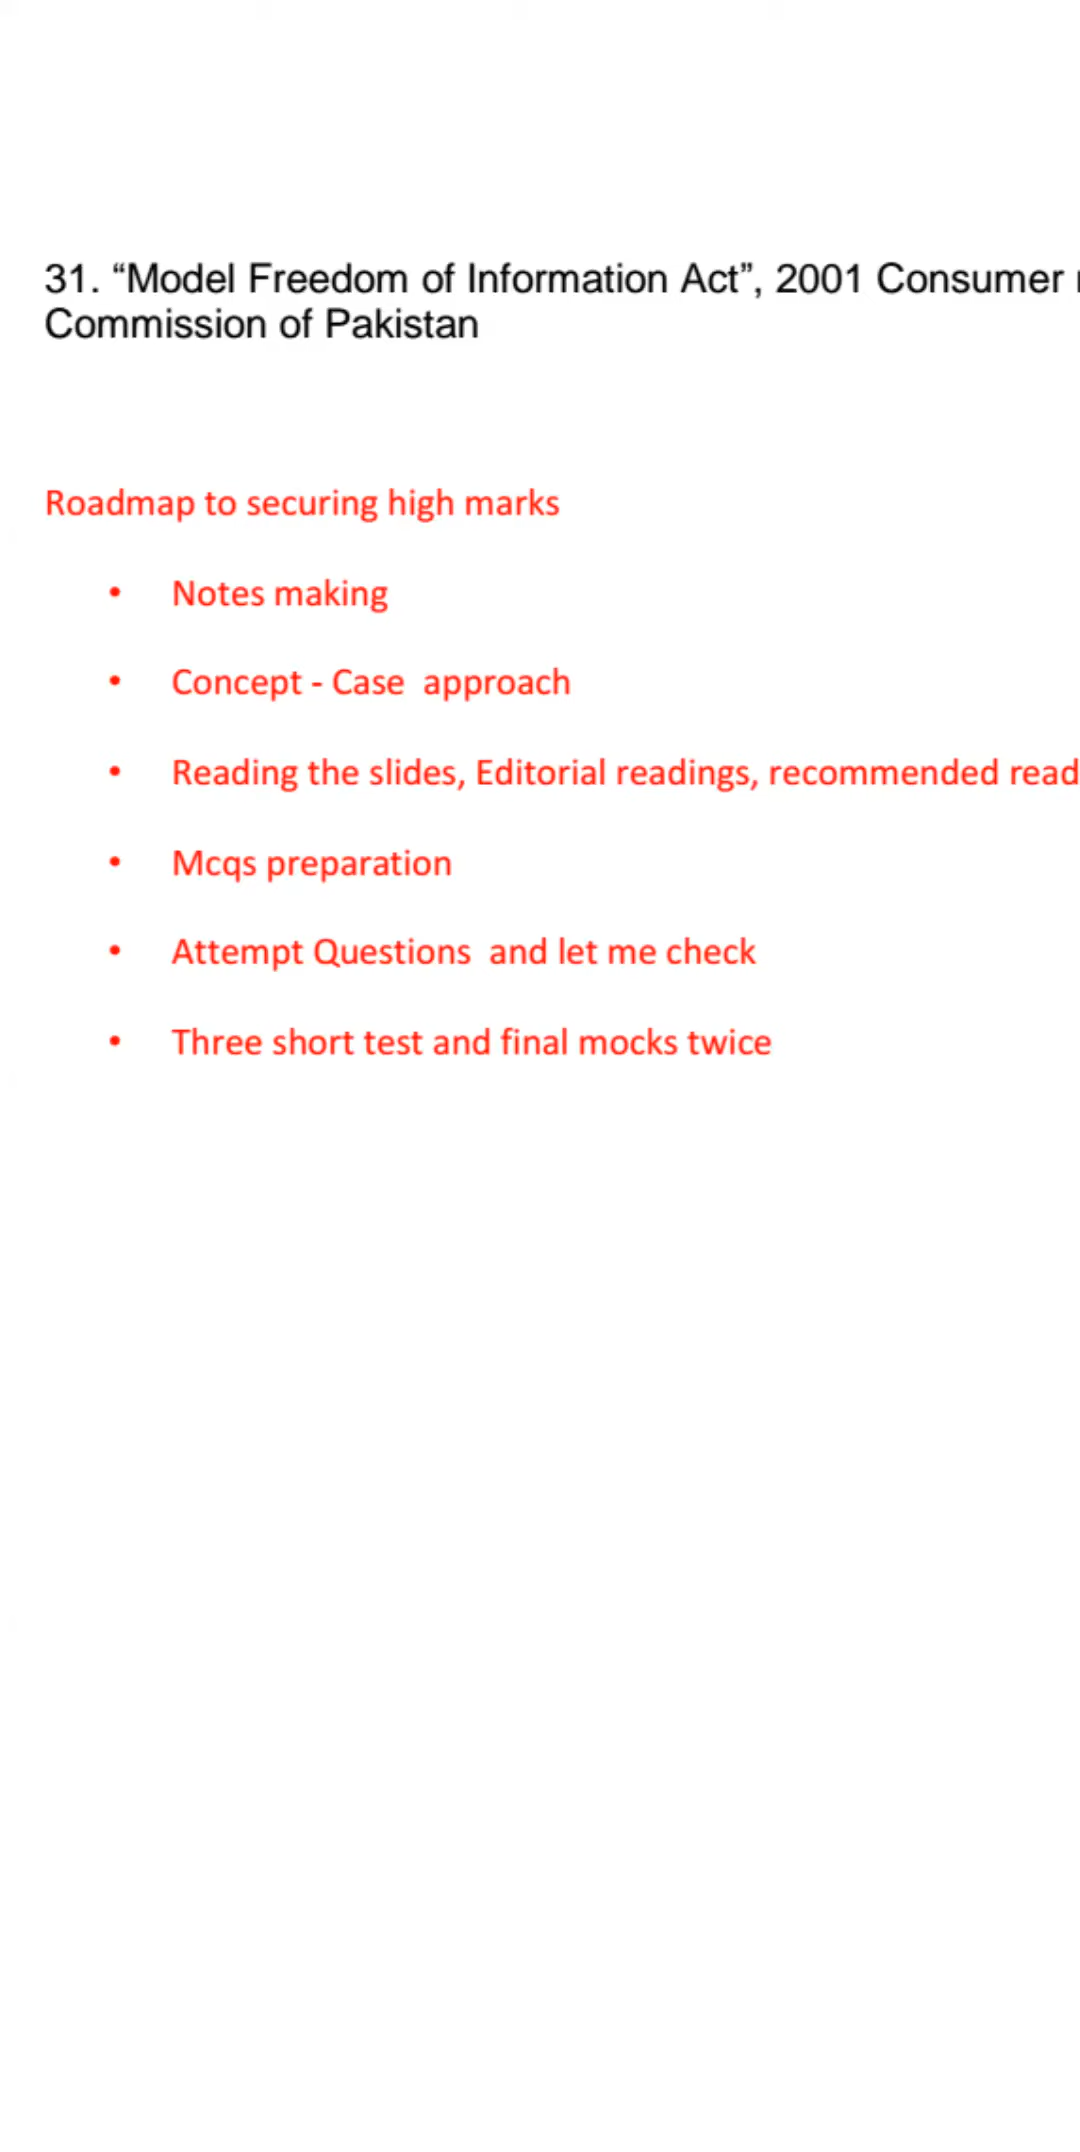 31. “Model Freedom of Information Act”, 2001 Consumer
Commission of Pakistan
Roadmap to securing high marks
• Notes making
• Concept - Case  approach
• Reading the slides, Editorial readings, recommended read
• Mcqs preparation
• Attempt Questions  and let me check
• Three short test and final mocks twice